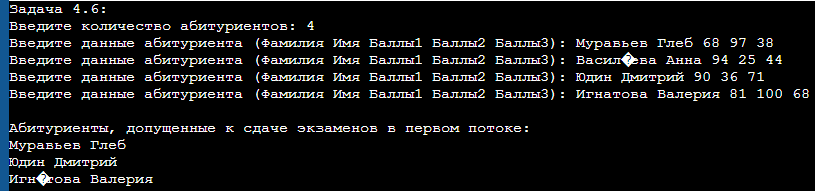 Задача 4.6:
Введите количество абитуриентов: 4
Введите данные абитуриента (Фамилия Имя Баллы1 Баллы2 Баллы3): Муравьев Глеб 68 97 38
Введите данные абитуриента (Фамилия Имя Баллы1 Баллы2 Баллы3): Васил�ева Анна 94 25 44
Введите данные абитуриента (Фамилия Имя Баллы1 Баллы2 Баллы3): Юдин Дмитрий 90 36 71
Введите данные абитуриента (Фамилия Имя Баллы1 Баллы2 Баллы3): Игнатова Валерия 81 100 68
Абитуриенты, допущенные к сдаче экзаменов в первом потоке:
Муравьев Глеб
Юдин Дмитрий
Игн�това Валерия